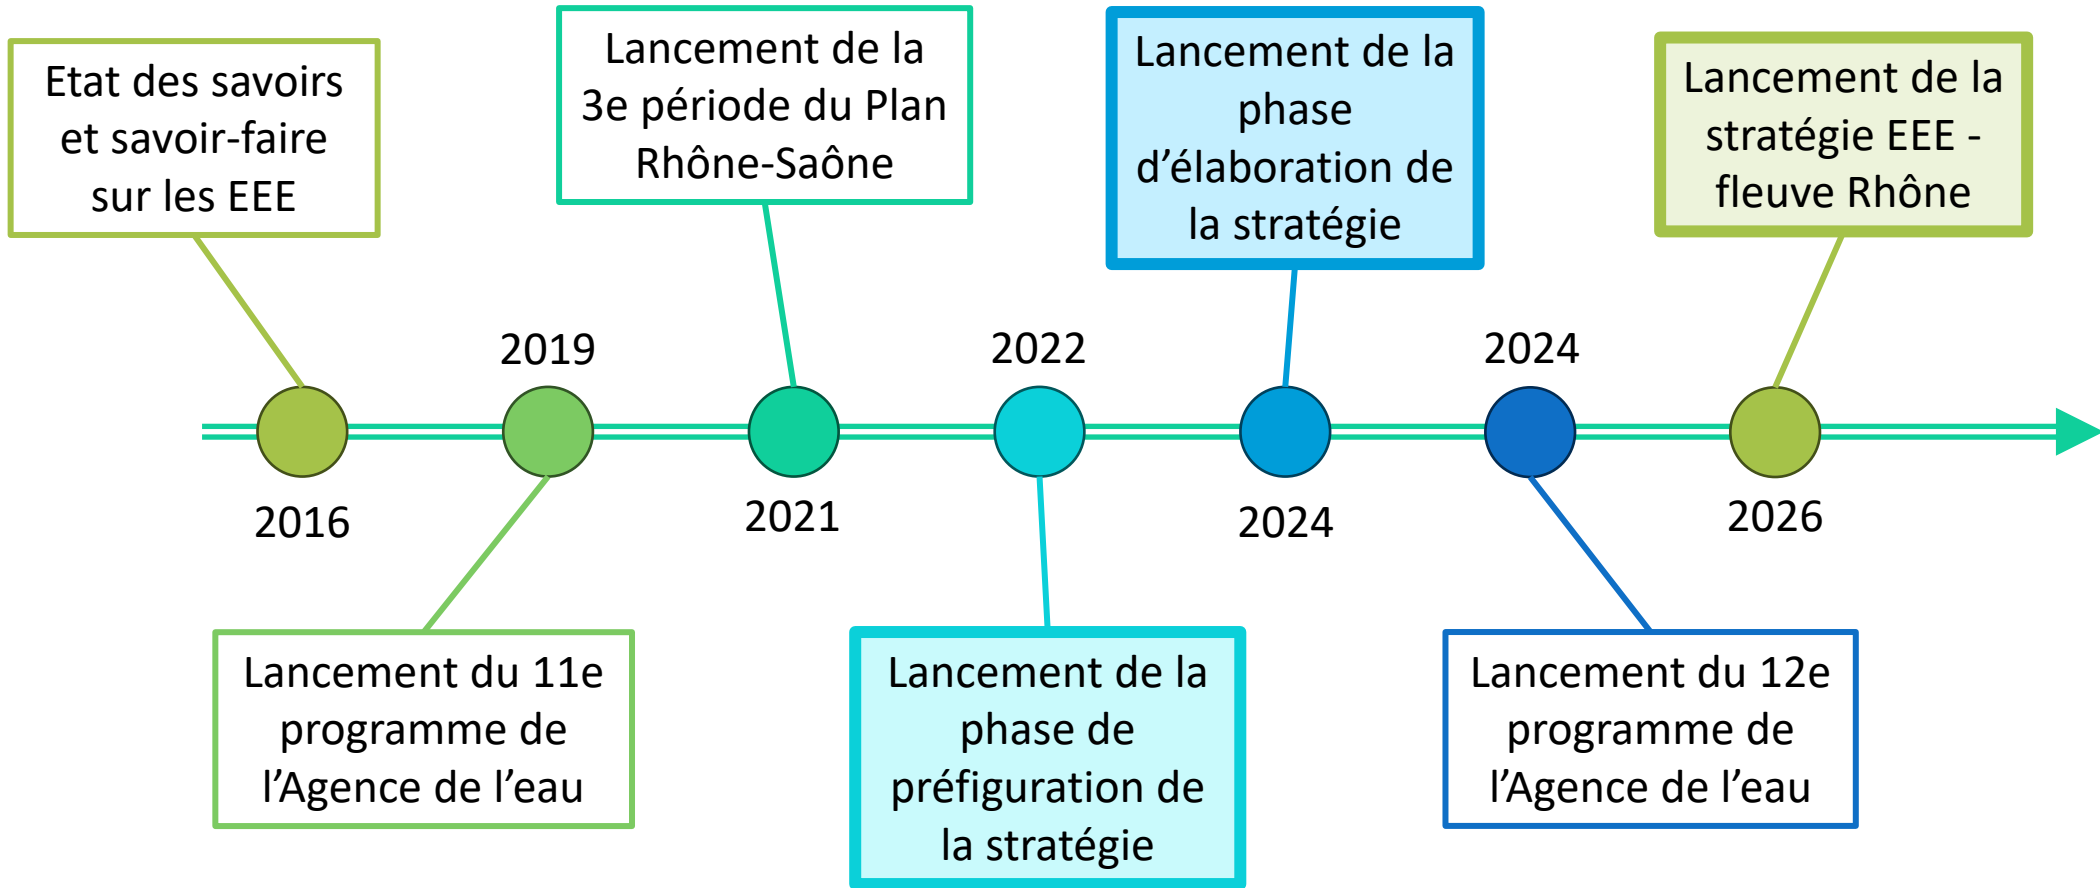 Etat des savoirs
et savoir-faire
sur les EEE
2016
2019
Lancement du 11e
programme de
l’Agence de l’eau
Lancement de la
3e période du Plan
Rhône-Saône
2021
2022
Lancement de la
phase de
préfiguration de
la stratégie
Lancement de la
phase
d’élaboration de
la stratégie
2024
2024
Lancement du 12e
programme de
l’Agence de l’eau
Lancement de la
stratégie EEE -
fleuve Rhône
2026